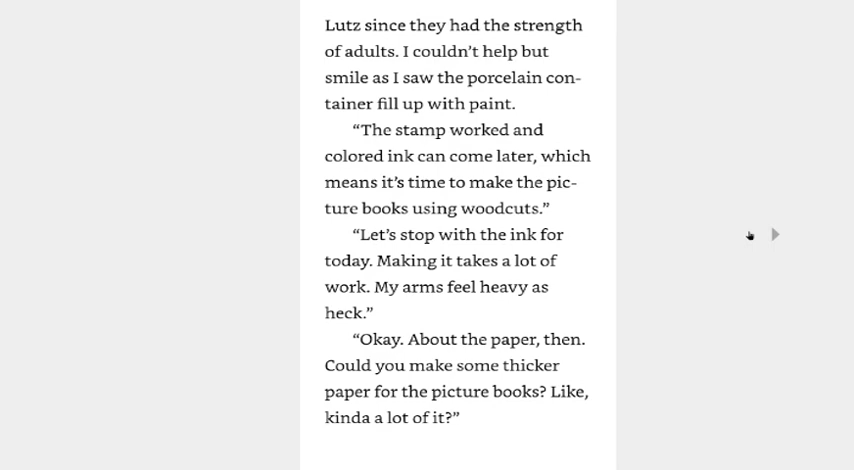 Lutz since they had the strength
of adults. I couldn’t help but
smile as I saw the porcelain con-
tainer fill up with paint.
“The stamp worked and
colored ink can come later, which
means it’s time to make the pic-
ture books using woodcuts.”
“Let’s stop with the ink for
today. Making it takes a lot of
work. My arms feel heavy as
heck.”
“Okay. About the paper, then.
Could you make some thicker
paper for the picture books? Like,
kinda a lot of it?”